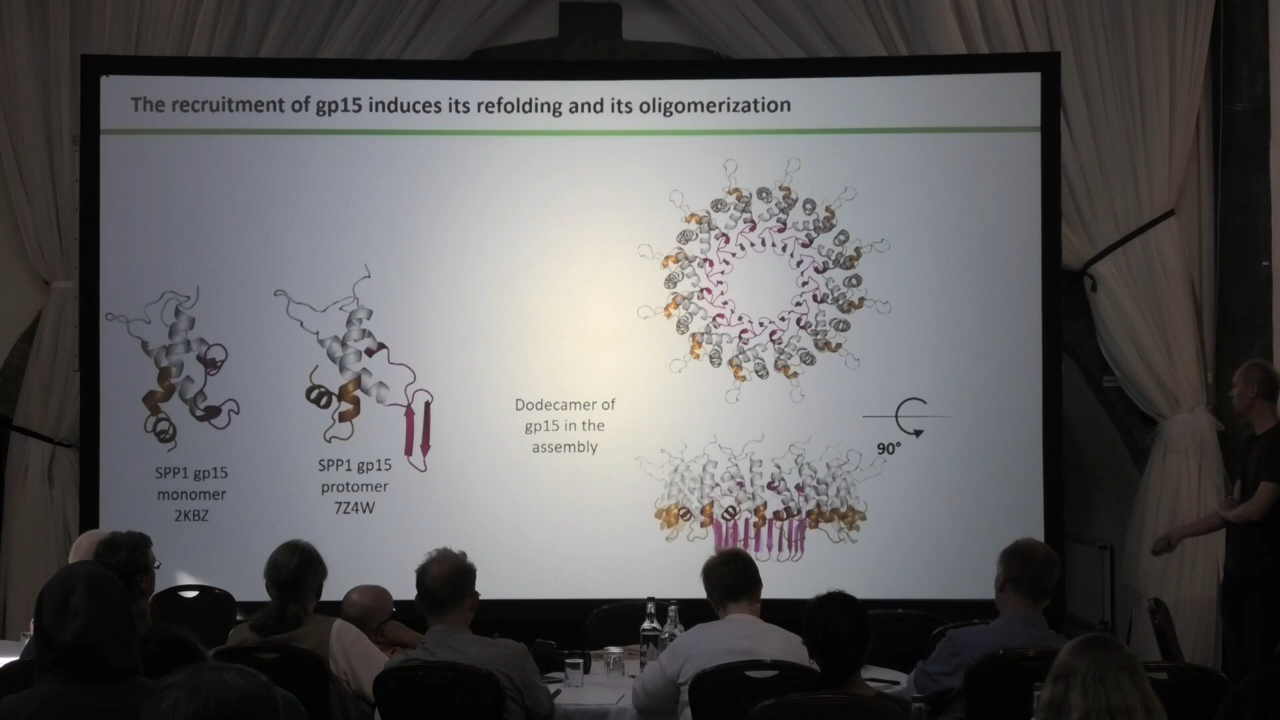 The recruitment of gp15 induces its refolding and its oligomerization
SPP1 gp15
monomer
2KBZ
SPP1 gp15
protomer
7Z4W
Dodecamer of
gp15 in the
assembly
90°